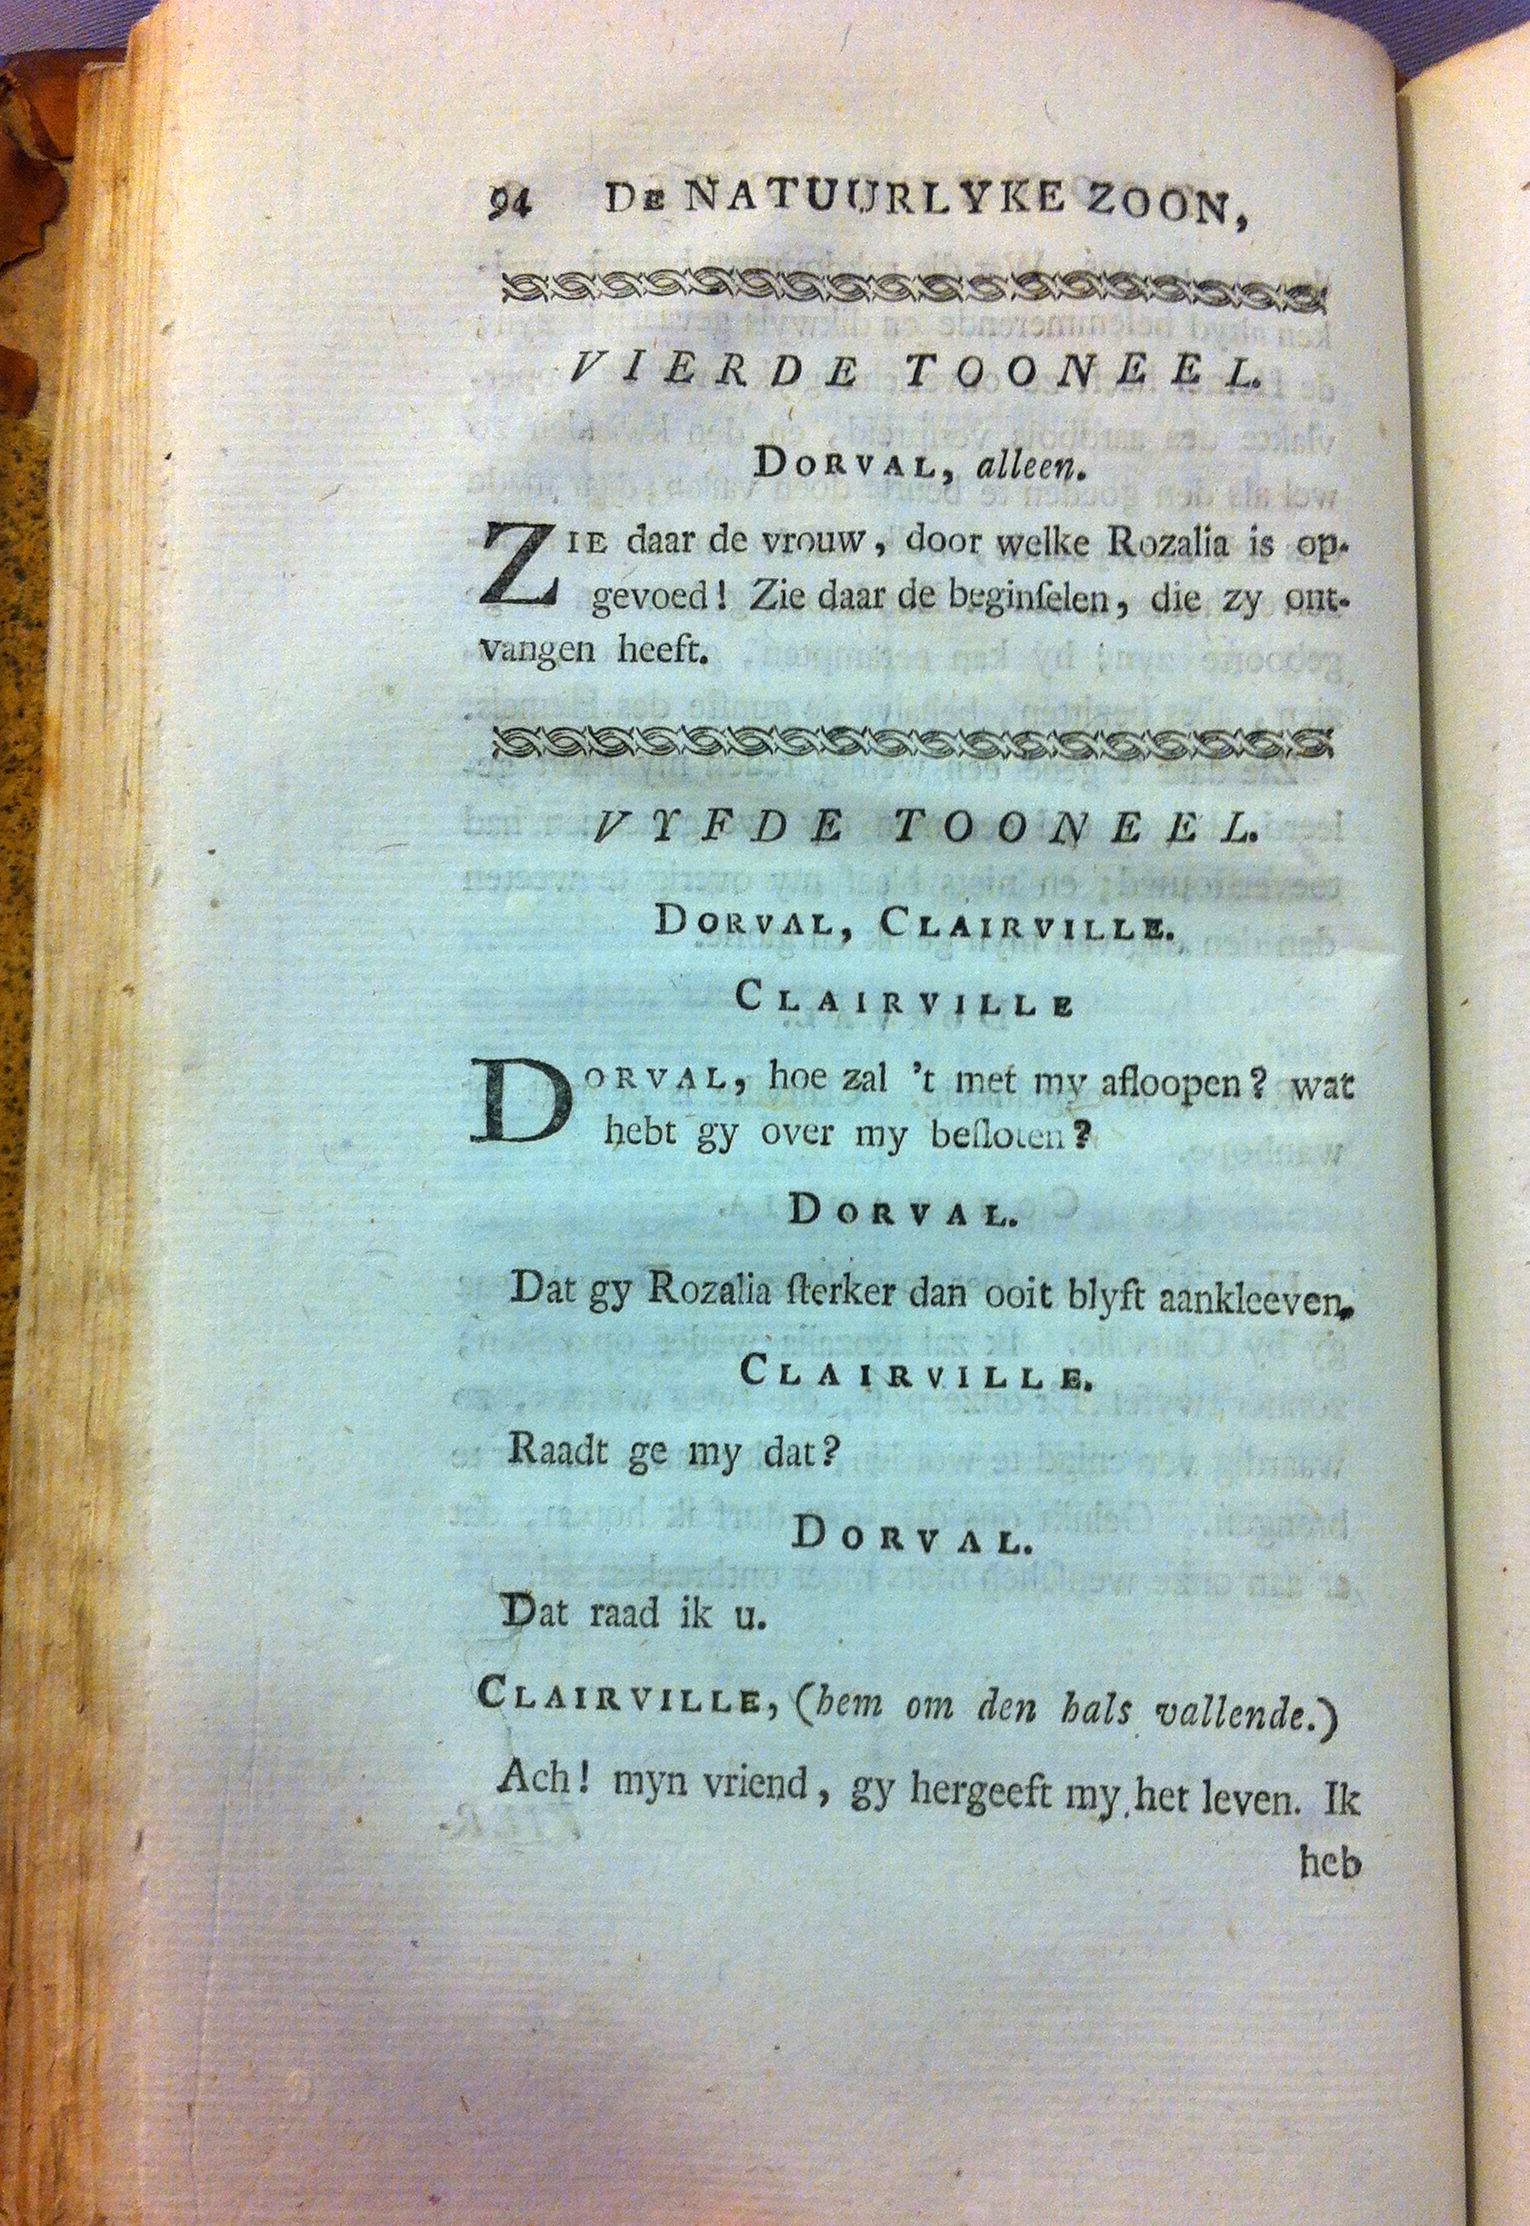 94 De NATUURLYKE ZOON,
VIERDE TOONEEL.
DORVAL, alleen.
ZIE daar de vrouw, door welke Rozalia is op-
gevoed! Zie daar de beginſelen, die zy ont-
vangen heeft.
VYFDE TOONEEL.
DORVAL, CLAIRVILLE.
CLAIRVILLE
DORVAL, hoe zal 't met my afloopen? wat
hebt gy over my beſloten?
DORVAL.
Dat gy Rozalia ſterker dan ooit blyft aankleeven.
CLAIRVILLE.
Raadt ge my dat?
DORVAL.
Dat raad ik u.
CLAIRVILLE, (hem om den hals vallende.)
Ach! myn vriend, gy hergeeft my het leven. Ik
heb